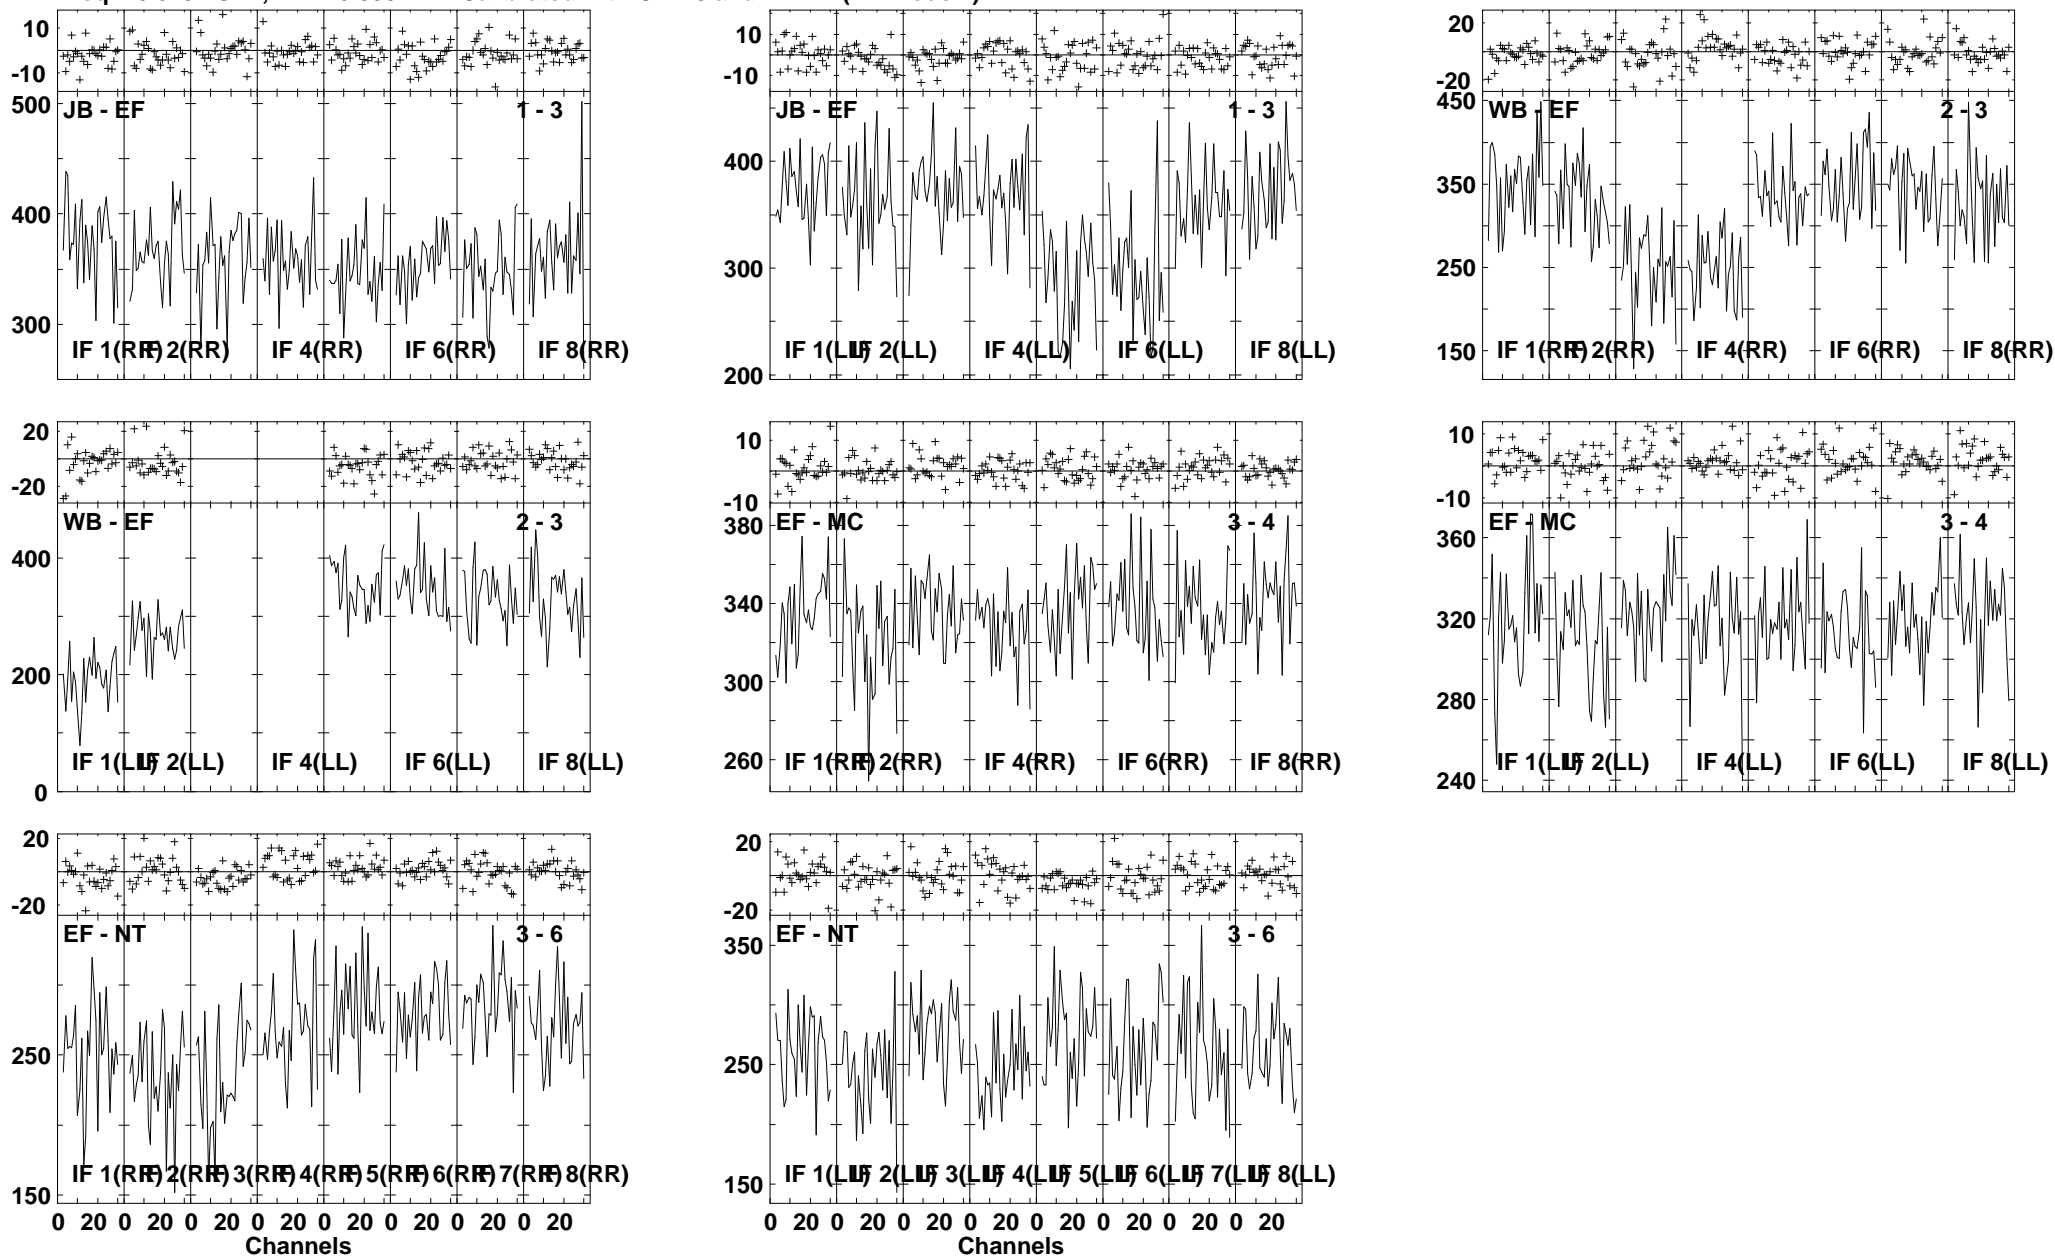 10
-10
500
400
300
JB - EF
1 - 3
IF 1(RR)
IF 2(RR)
IF 4(RR)
IF 6(RR)
IF 8(RR)
10
-10
400
300
200
JB - EF
1 - 3
IF 1(LL)
IF 2(LL)
IF 4(LL)
IF 6(LL)
IF 8(LL)
20
-20
450
350
250
150
WB - EF
2 - 3
IF 1(RR)
IF 2(RR)
IF 4(RR)
IF 6(RR)
IF 8(RR)
20
-20
400
200
0
WB - EF
2 - 3
IF 1(LL)
IF 2(LL)
IF 4(LL)
IF 6(LL)
IF 8(LL)
10
-10
380
340
300
260
EF - MC
3 - 4
IF 1(RR)
IF 2(RR)
IF 4(RR)
IF 6(RR)
IF 8(RR)
10
-10
360
320
280
240
EF - MC
3 - 4
IF 1(LL)
IF 2(LL)
IF 4(LL)
IF 6(LL)
IF 8(LL)
20
-20
250
150
EF - NT
3 - 6
IF 1(RR)
IF 2(RR)
IF 3(RR)
IF 4(RR)
IF 5(RR)
IF 6(RR)
IF 7(RR)
IF 8(RR)
0 20 0 20 0 20 0 20 0 20 0 20 0 20 0 20
Channels
20
-20
350
250
150
EF - NT
3 - 6
IF 1(LL)
IF 2(LL)
IF 3(LL)
IF 4(LL)
IF 5(LL)
IF 6(LL)
IF 7(LL)
IF 8(LL)
0 20 0 20 0 20 0 20 0 20 0 20 0 20 0 20
Channels